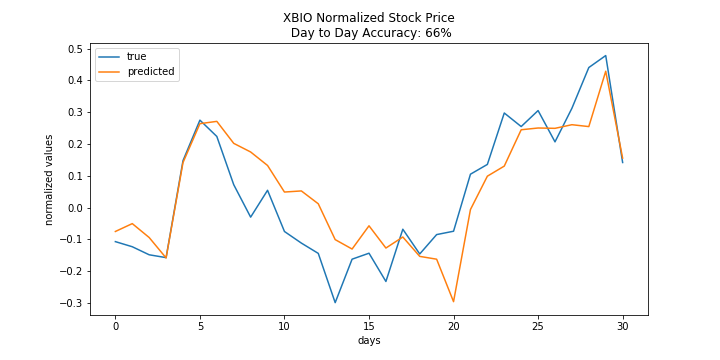 XBIO Normalized Stock Price
Day to Day Accuracy: 66%
true
predicted
normalized values
0.5
0.4
0.3
0.2
0.1
0.0
−0.1
−0.2
−0.3
0 5 10 15 20 25 30
days